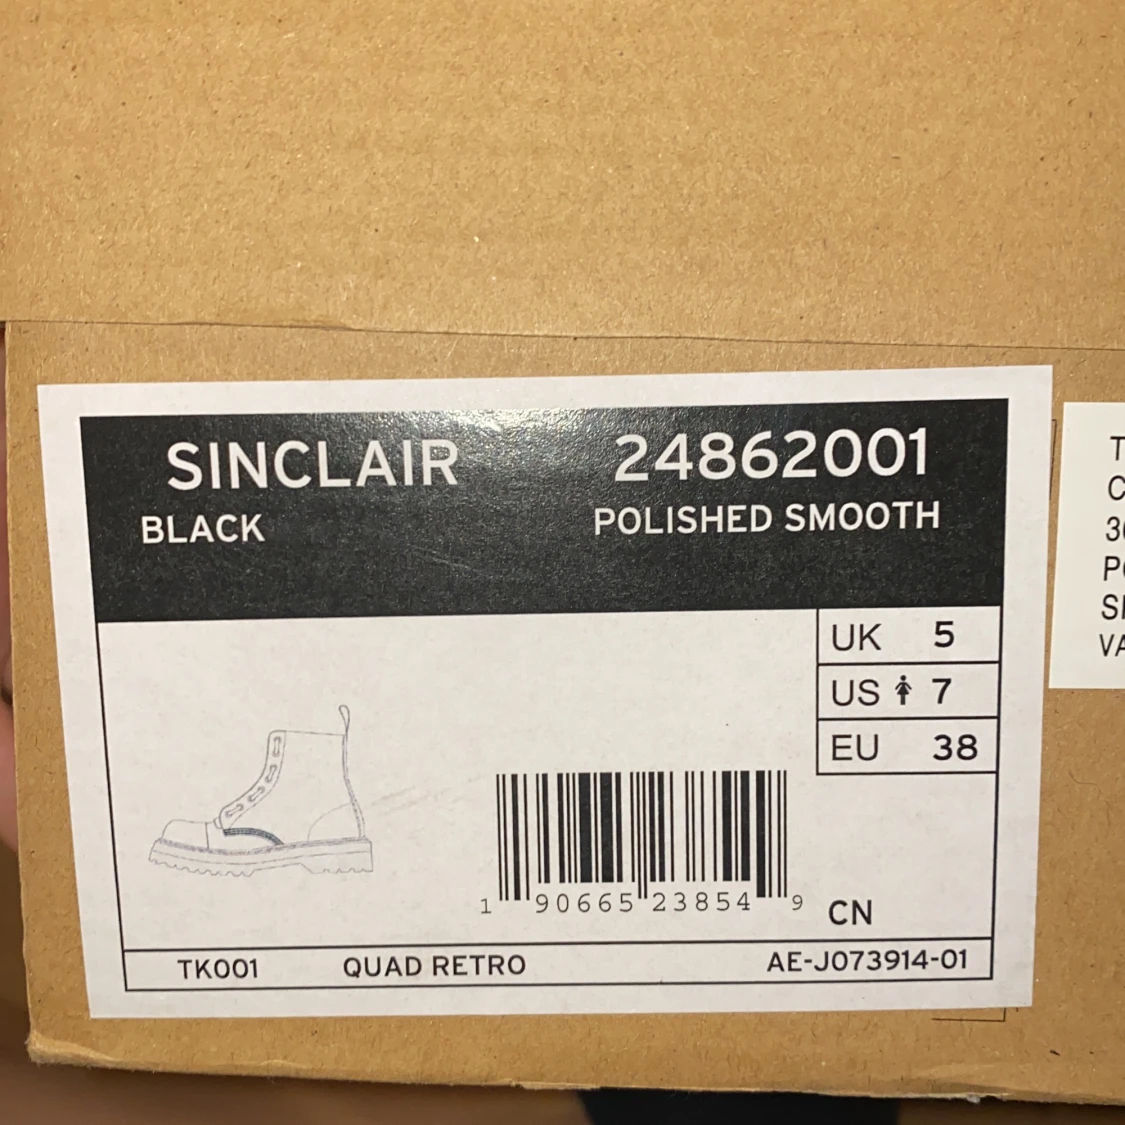 SINCLAIR 24862001
BLACK POLISHED SMOOTH
UK 5
US 7
EU 38
1 90665 23854 9
CN
TK001 QUAD RETRO AE-J073914-01